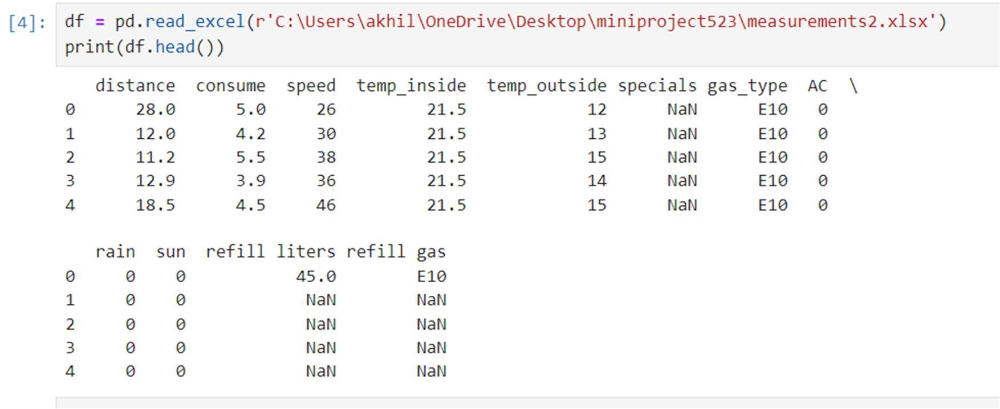 [4]: df = pd.read_excel(r'C:\Users\akhil\OneDrive\Desktop\miniproject523\measurements2.xlsx')
print(df.head())
distance consume speed temp_inside temp_outside specials gas_type AC \
0 28.0 5.0 26 21.5 12 NaN E10 0
1 12.0 4.2 30 21.5 13 NaN E10 0
2 11.2 5.5 38 21.5 15 NaN E10 0
3 12.9 3.9 36 21.5 14 NaN E10 0
4 18.5 4.5 46 21.5 15 NaN E10 0
rain sun refill liters refill gas
0 0 0 45.0 E10
1 0 0 NaN NaN
2 0 0 NaN NaN
3 0 0 NaN NaN
4 0 0 NaN NaN